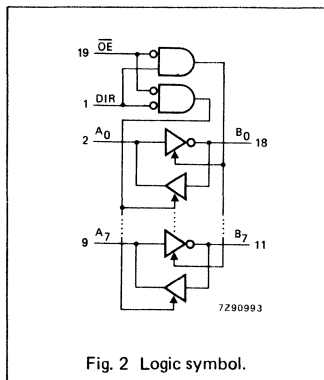 19 OE
1 DIR
2 A0 B0 18
9 A7 B7 11
7Z90993
Fig. 2 Logic symbol.